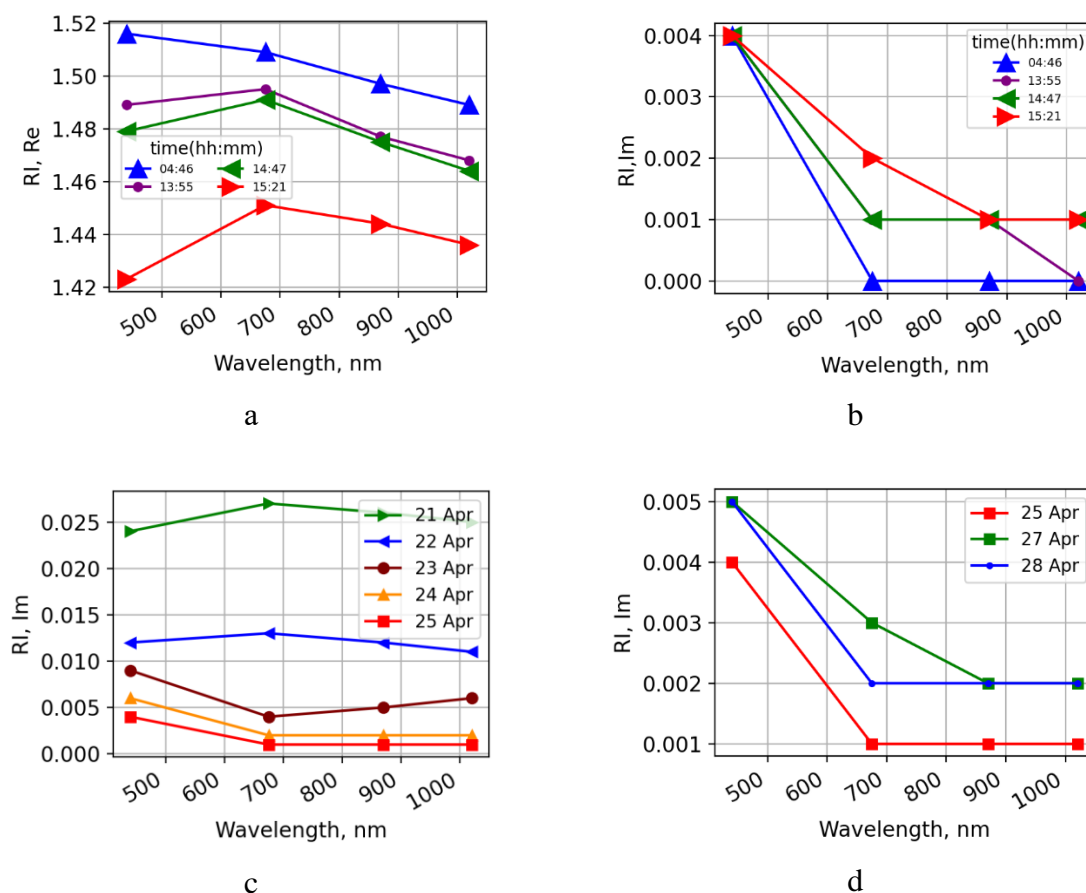 1.52
1.50
1.48
1.46
1.44
1.42
RI, Re
time(hh:mm)
04:46 14:47
13:55 15:21
500 600 700 800 900 1000
Wavelength, nm
a
0.004
0.003
0.002
0.001
0.000
RI,Im
time(hh:mm)
04:46
13:55
14:47
15:21
500 600 700 800 900 1000
Wavelength, nm
b
0.025
0.020
0.015
0.010
0.005
0.000
RI, Im
21 Apr
22 Apr
23 Apr
24 Apr
25 Apr
500 600 700 800 900 1000
Wavelength, nm
c
0.005
0.004
0.003
0.002
0.001
RI, Im
25 Apr
27 Apr
28 Apr
500 600 700 800 900 1000
Wavelength, nm
d